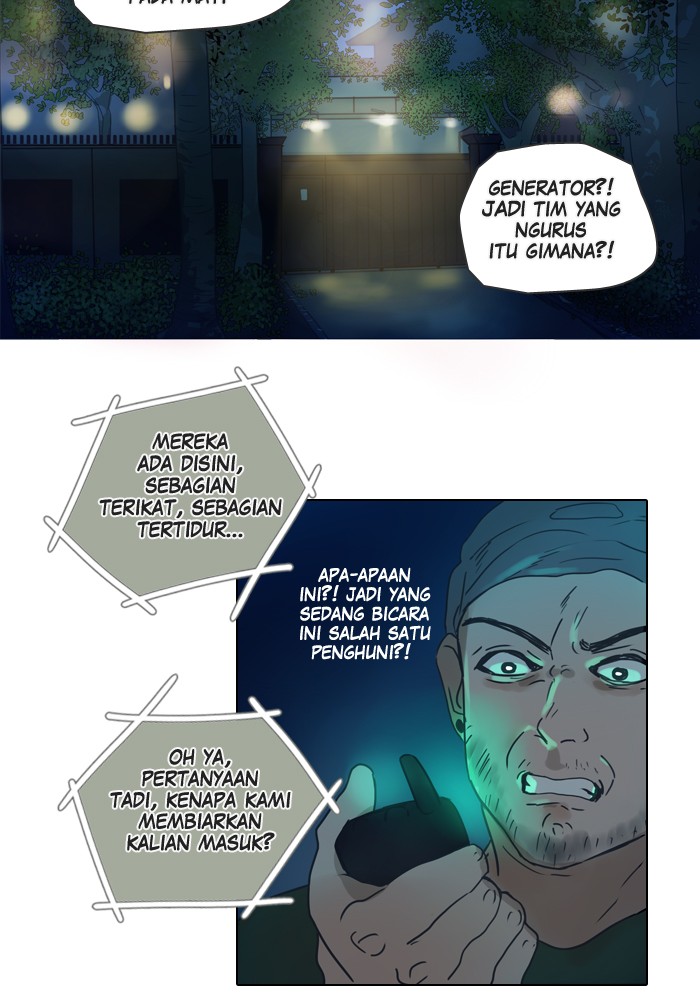 GENERATOR?!
JADI TIM YANG
NGURUS
ITU GIMANA?!
MEREKA
ADA DISINI,
SEBAGIAN
TERIKAT, SEBAGIAN
TERTIDUR...
APA-APAAN
INI?! JADI YANG
SEDANG BICARA
INI SALAH SATU
PENGHUNI?!
OH YA,
PERTANYAAN
TADI, KENAPA KAMI
MEMBIARKAN
KALIAN MASUK?